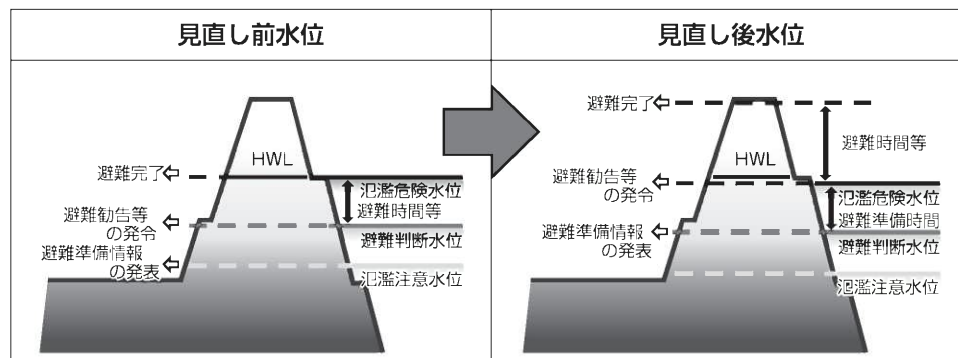 見直し前水位
見直し後水位
避難完了
HWL
氾濫危険水位
避難時間等
避難勧告等
の発令
避難判断水位
避難準備情報
の発表
氾濫注意水位
避難完了
避難時間等
HWL
避難勧告等
の発令
氾濫危険水位
避難準備時間
避難準備情報
の発表
避難判断水位
氾濫注意水位